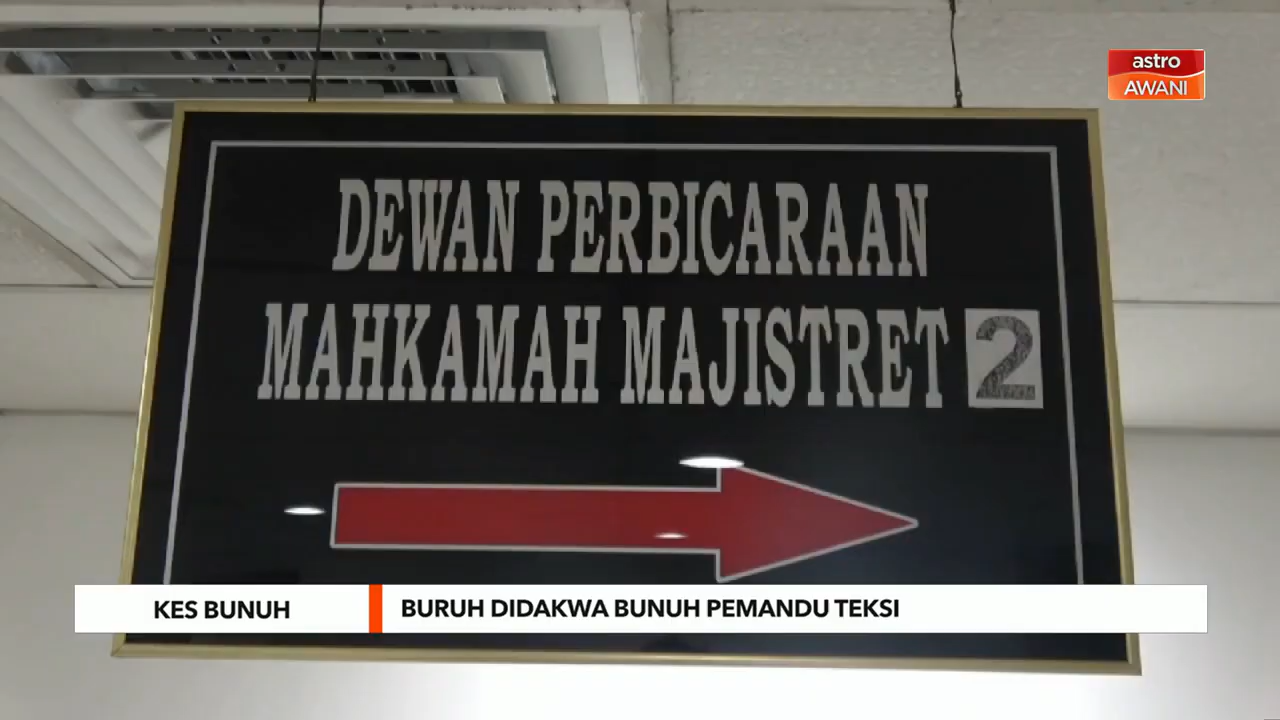 astro
AWANI
DEWAN PERBICARAAN
MAHKAMAH MAJISTRET 2
KES BUNUH
BURUH DIDAKWA BUNUH PEMANDU TEKSI